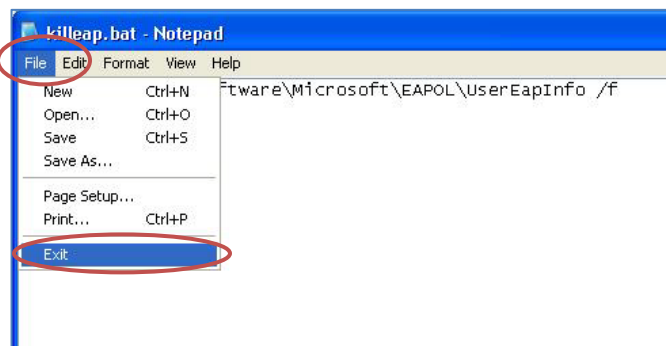 killeap.bat - Notepad
File Edit Format View Help
New Ctrl+N
ftware\Microsoft\EAPOL\UserEapInfo /f
Open... Ctrl+O
Save Ctrl+S
Save As...
Page Setup...
Print... Ctrl+P
Exit